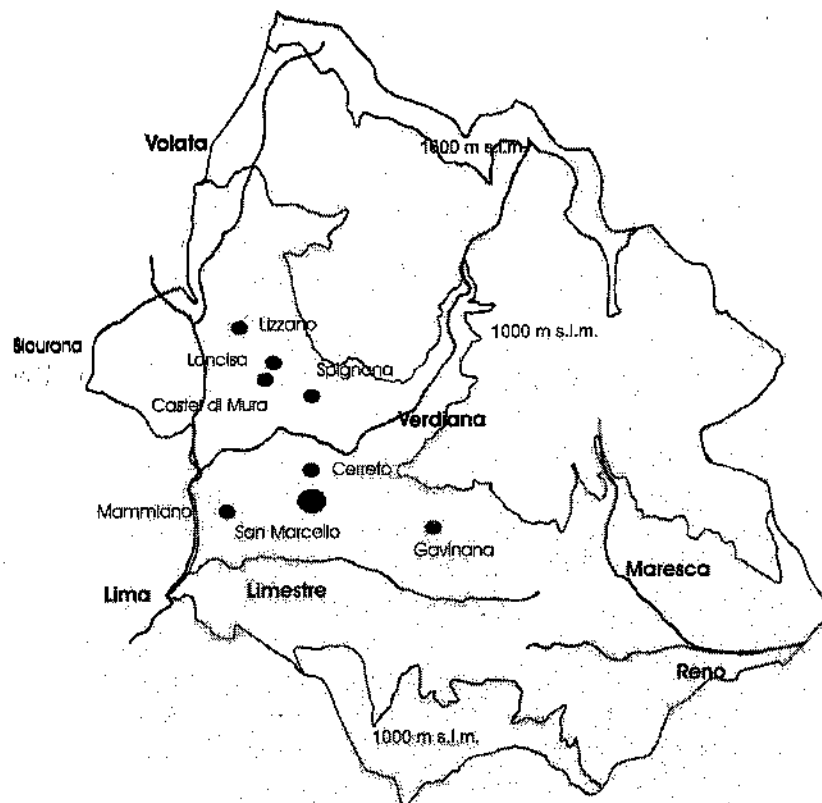 1600 m s.l.m.
Volata
Lizzano
1000 m s.l.m.
Lancisa
Spignana
Castel di Mura
Verdiana
Cerreto
Mammiano
San Marcello
Gavinana
Maresca
Lima
Limestre
Reno
1000 m s.l.m.